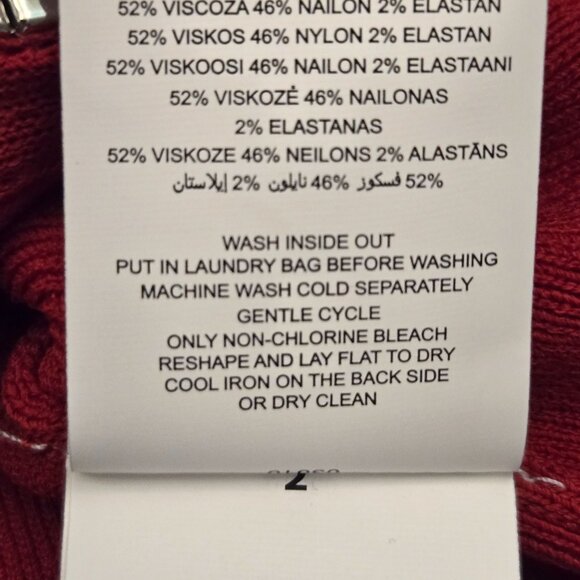 52% VISCOZA 46% NAILON 2% ELASTAN
52% VISKOS 46% NYLON 2% ELASTAN
52% VISKOOSI 46% NAILON 2% ELASTAANI
52% VISKOZĖ 46% NAILONAS
2% ELASTANAS
52% VISKOZE 46% NEILONS 2% ALASTĀNS
52% فسكوز 46% نايلون 2% إيلاستان
WASH INSIDE OUT
PUT IN LAUNDRY BAG BEFORE WASHING
MACHINE WASH COLD SEPARATELY
GENTLE CYCLE
ONLY NON-CHLORINE BLEACH
RESHAPE AND LAY FLAT TO DRY
COOL IRON ON THE BACK SIDE
OR DRY CLEAN